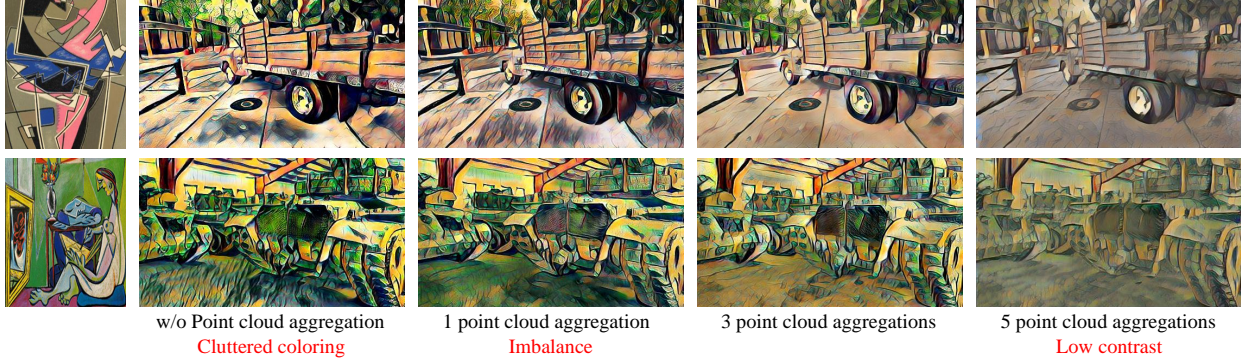 w/o Point cloud aggregation
1 point cloud aggregation
3 point cloud aggregations
5 point cloud aggregations
Cluttered coloring
Imbalance
Low contrast